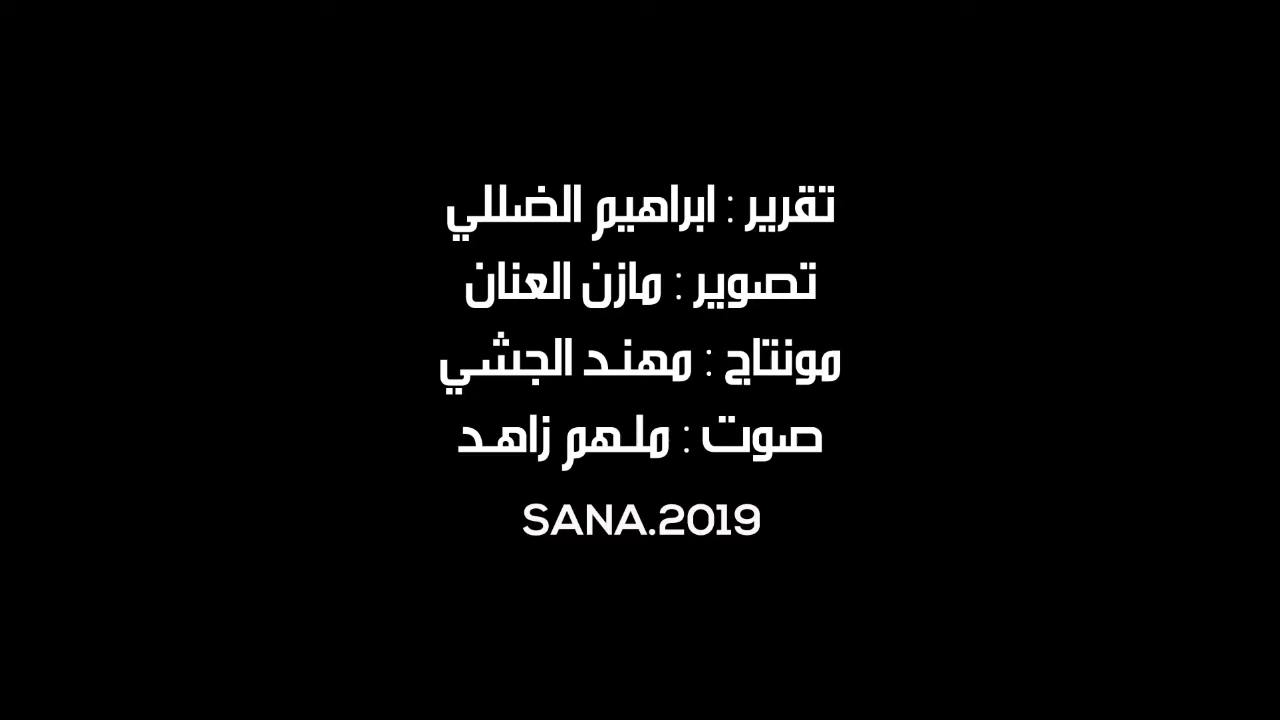 تقرير : ابراهيم الضللي
تصوير : مازن العنان
مونتاج : مهند الجشي
صوت : ملهم زاهد
SANA.2019